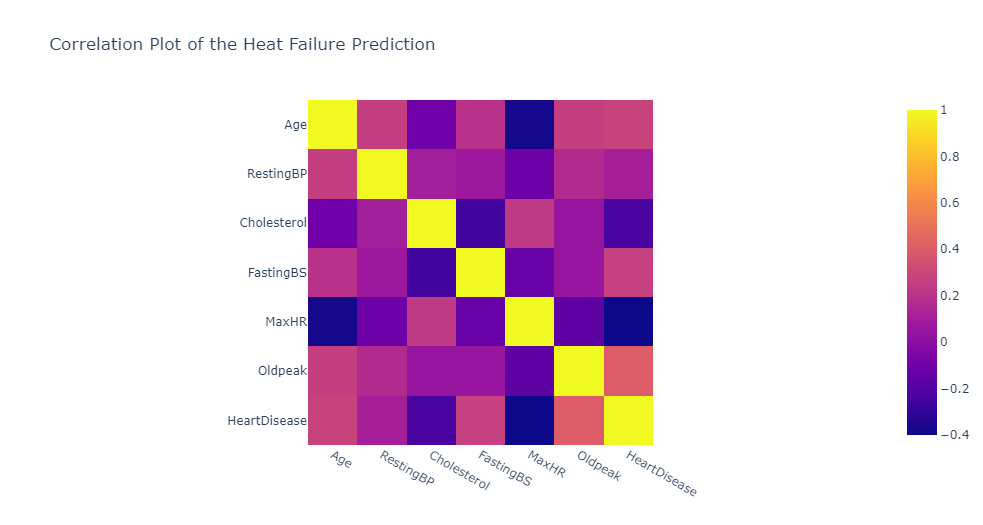 Correlation Plot of the Heat Failure Prediction
Age
RestingBP
Cholesterol
FastingBS
MaxHR
Oldpeak
HeartDisease
Age
RestingBP
Cholesterol
FastingBS
MaxHR
Oldpeak
HeartDisease
1
0.8
0.6
0.4
0.2
0
−0.2
−0.4